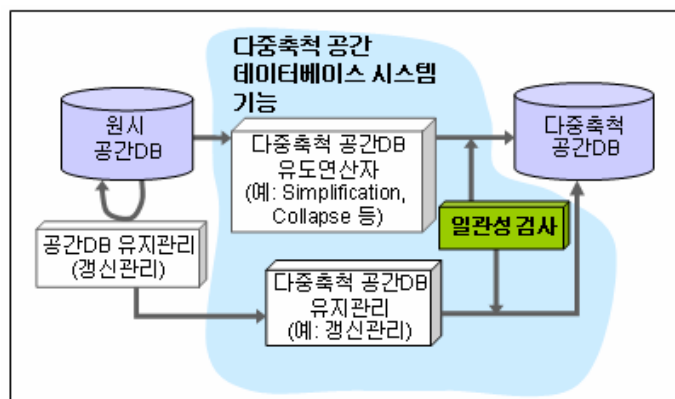 다중축척 공간
데이터베이스 시스템
기능
원시
공간DB
다중축척 공간DB
유도연산자
(예: Simplification,
Collapse 등)
다중축척
공간DB
일관성 검사
공간DB 유지관리
(갱신관리)
다중축척 공간DB
유지관리
(예: 갱신관리)